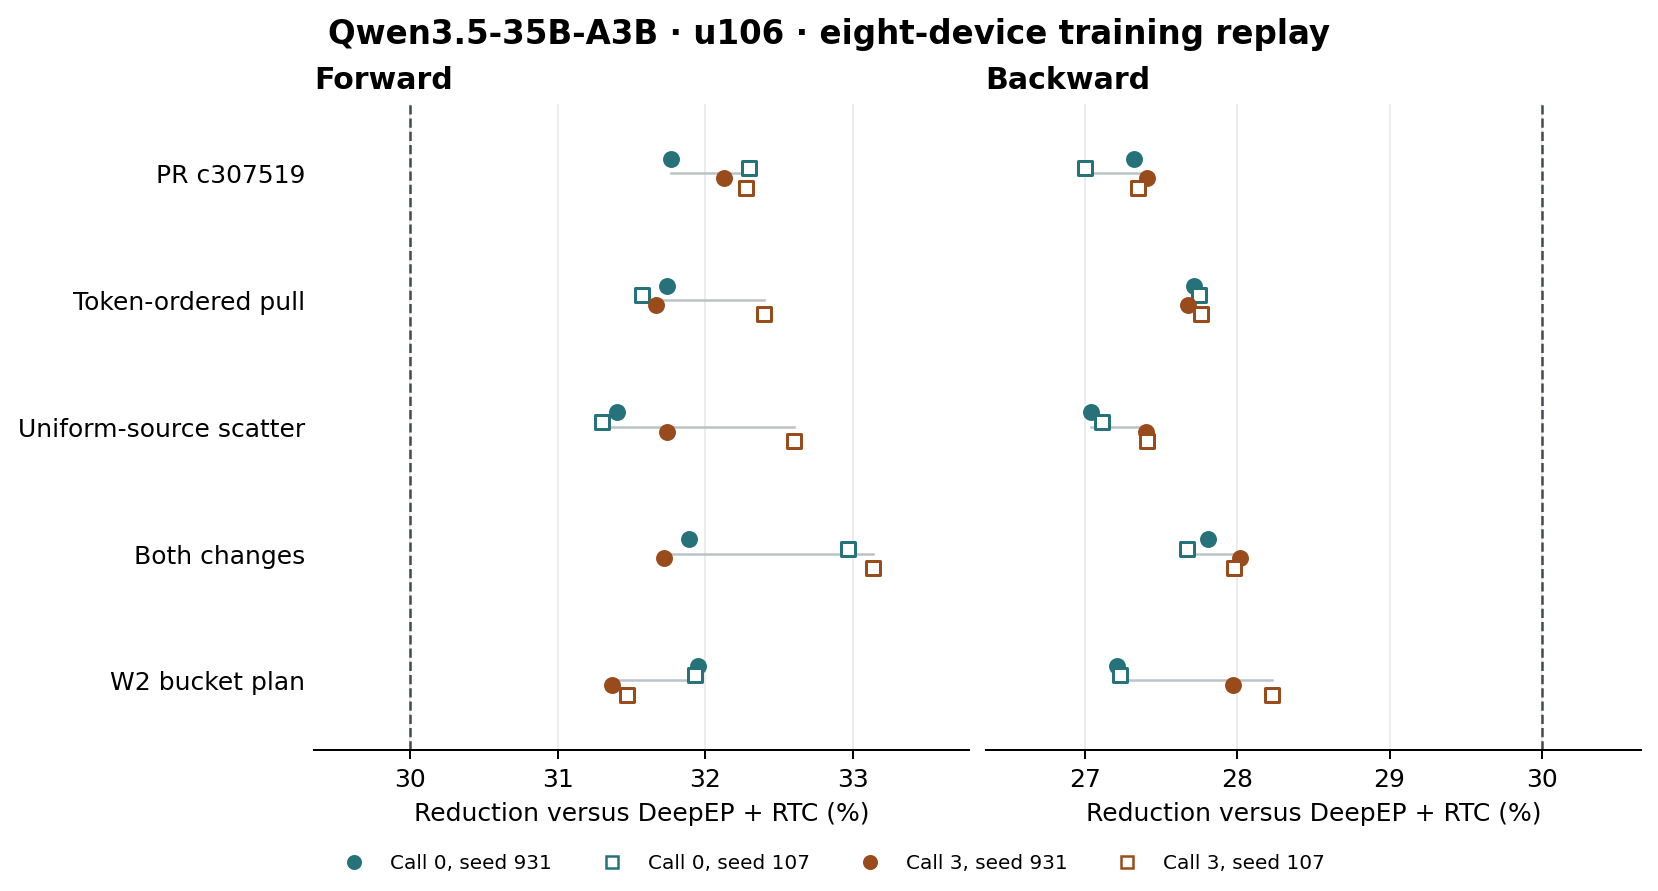 Qwen3.5-35B-A3B · u106 · eight-device training replay
Forward
Backward
PR c307519
Token-ordered pull
Uniform-source scatter
Both changes
W2 bucket plan
30 31 32 33
27 28 29 30
Reduction versus DeepEP + RTC (%)
Reduction versus DeepEP + RTC (%)
Call 0, seed 931
Call 0, seed 107
Call 3, seed 931
Call 3, seed 107